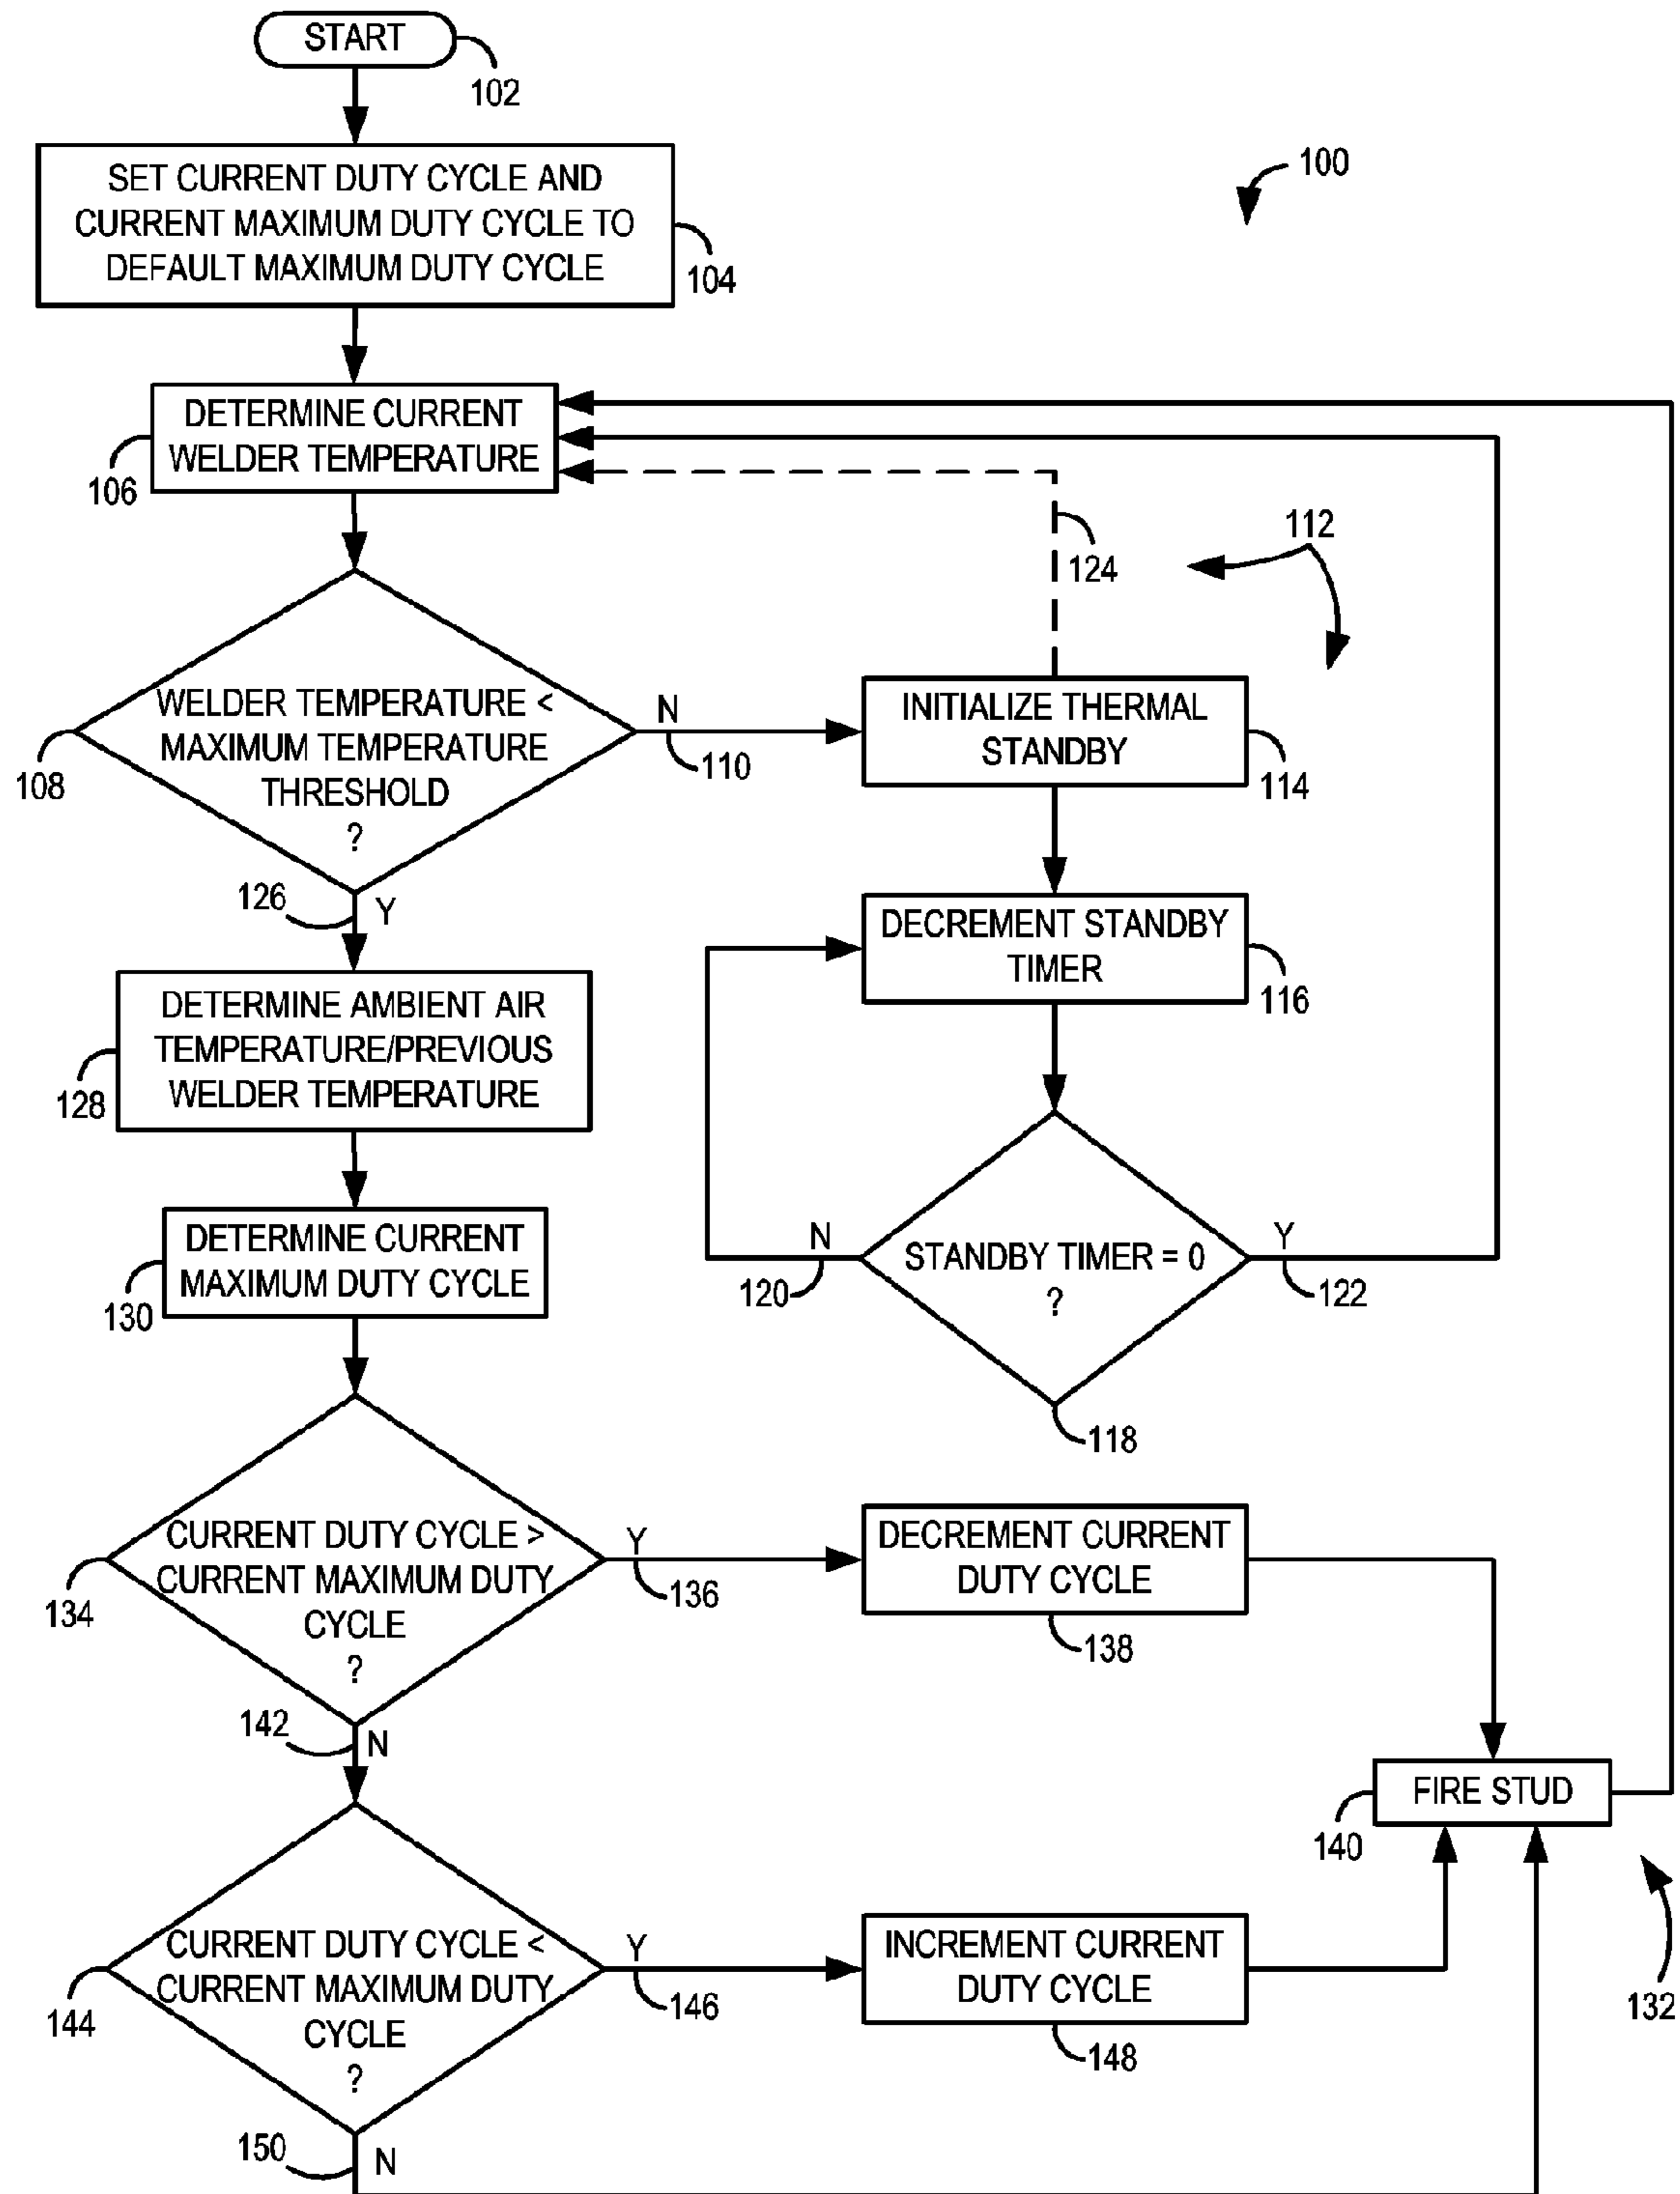 START
102
100
SET CURRENT DUTY CYCLE AND
CURRENT MAXIMUM DUTY CYCLE TO
DEFAULT MAXIMUM DUTY CYCLE
104
DETERMINE CURRENT
WELDER TEMPERATURE
106
124
112
WELDER TEMPERATURE <
MAXIMUM TEMPERATURE
THRESHOLD
?
108
N
110
INITIALIZE THERMAL
STANDBY
114
126
Y
DECREMENT STANDBY
TIMER
116
DETERMINE AMBIENT AIR
TEMPERATURE/PREVIOUS
WELDER TEMPERATURE
128
DETERMINE CURRENT
MAXIMUM DUTY CYCLE
130
STANDBY TIMER = 0
?
N
120
Y
122
118
CURRENT DUTY CYCLE >
CURRENT MAXIMUM DUTY
CYCLE
?
134
Y
136
DECREMENT CURRENT
DUTY CYCLE
138
142
N
FIRE STUD
140
CURRENT DUTY CYCLE <
CURRENT MAXIMUM DUTY
CYCLE
?
144
Y
146
INCREMENT CURRENT
DUTY CYCLE
148
132
150
N